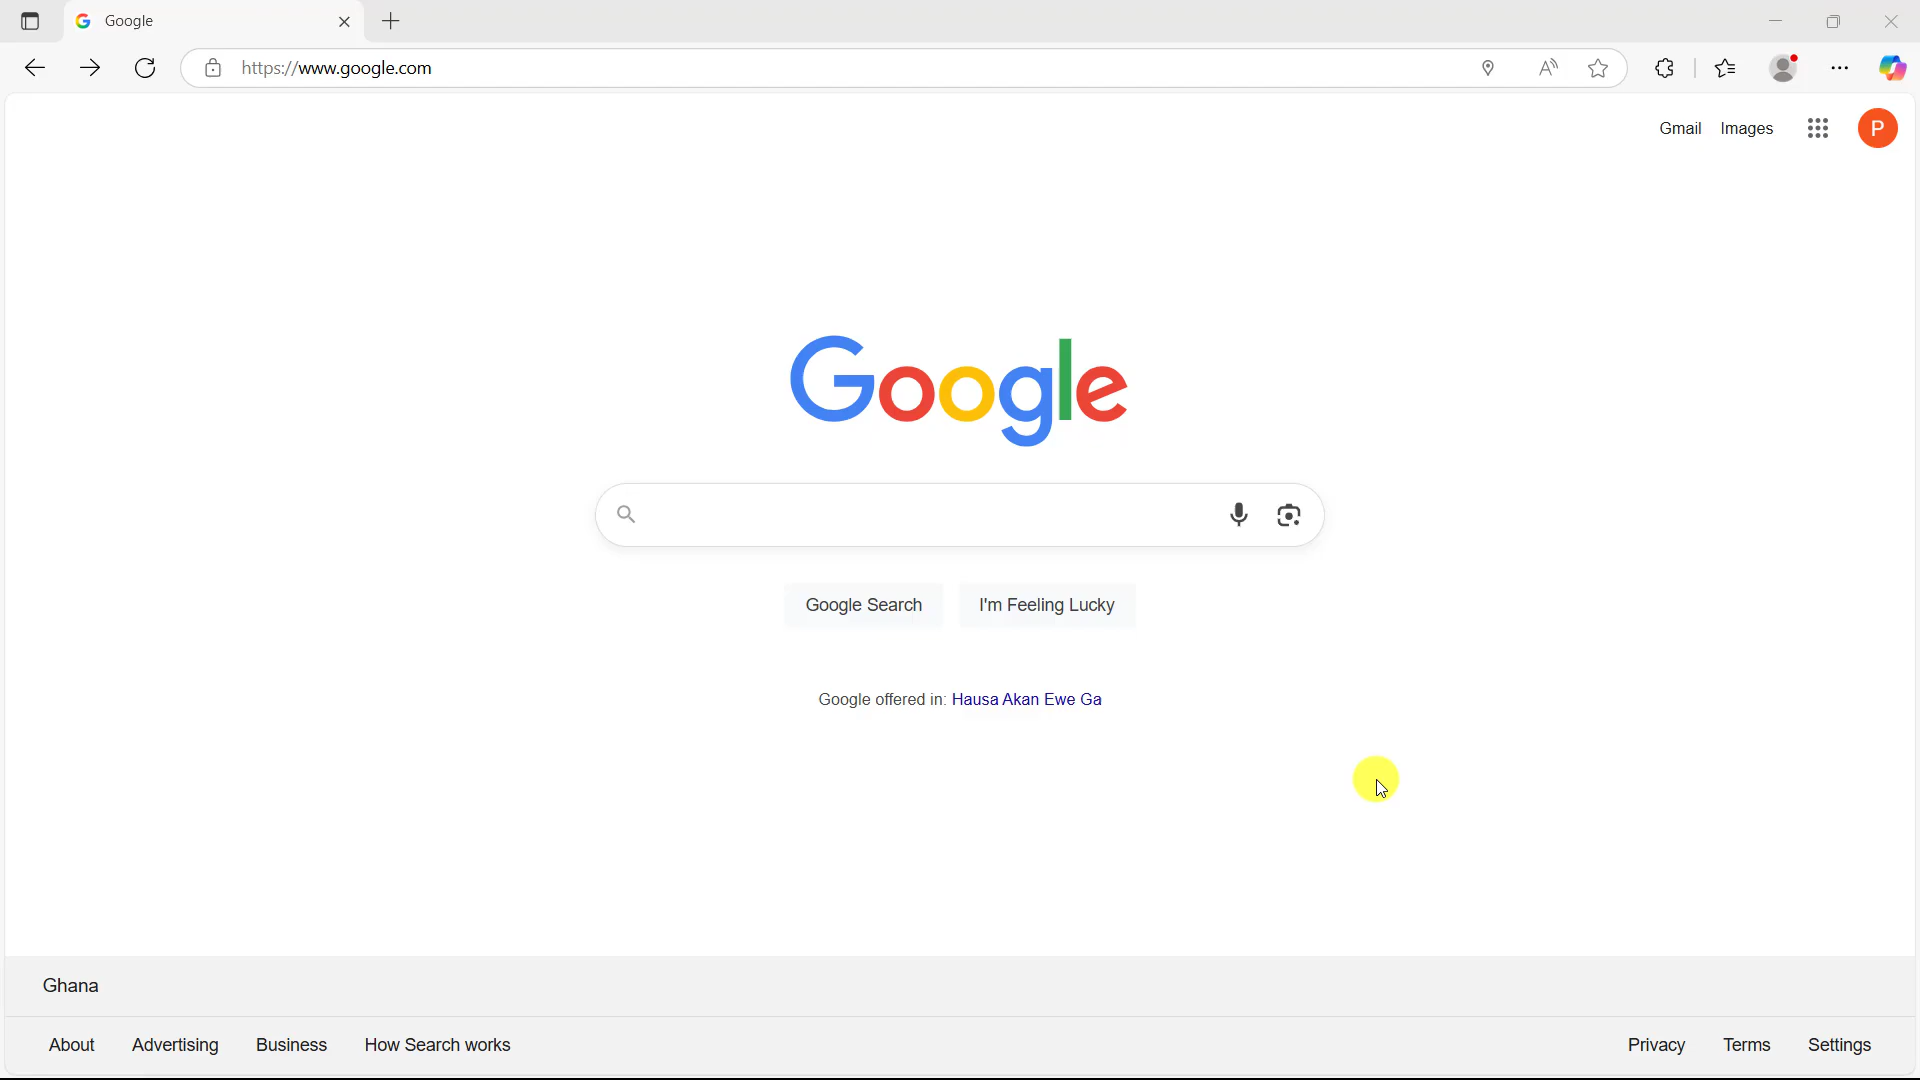 Google
https://www.google.com
Gmail Images P
Google
Google Search I'm Feeling Lucky
Google offered in: Hausa Akan Ewe Ga
Ghana
About Advertising Business How Search works Privacy Terms Settings